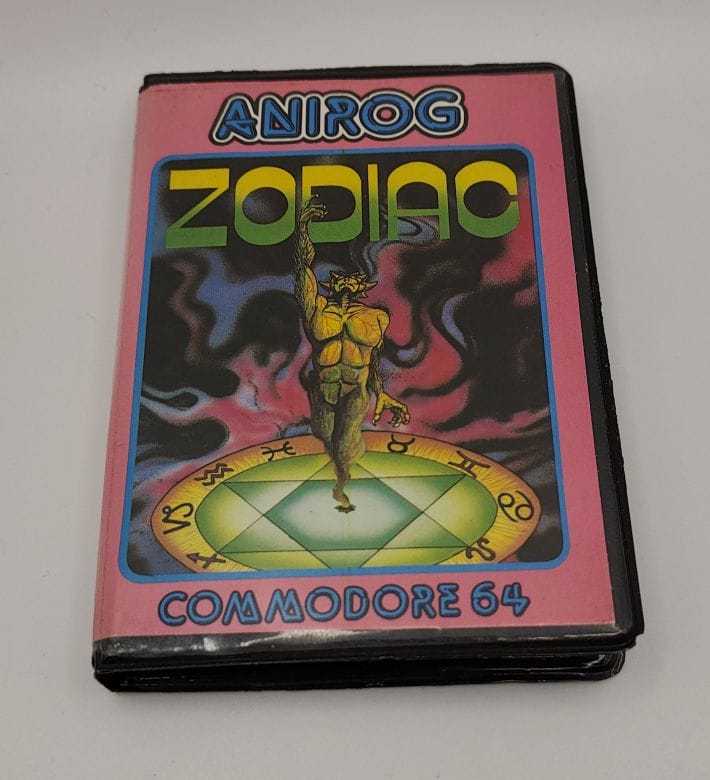 ANIROG
ZODIAC
♓ ♉ ♊ ♋
♒ ♑ ♐ ♌
COMMODORE 64